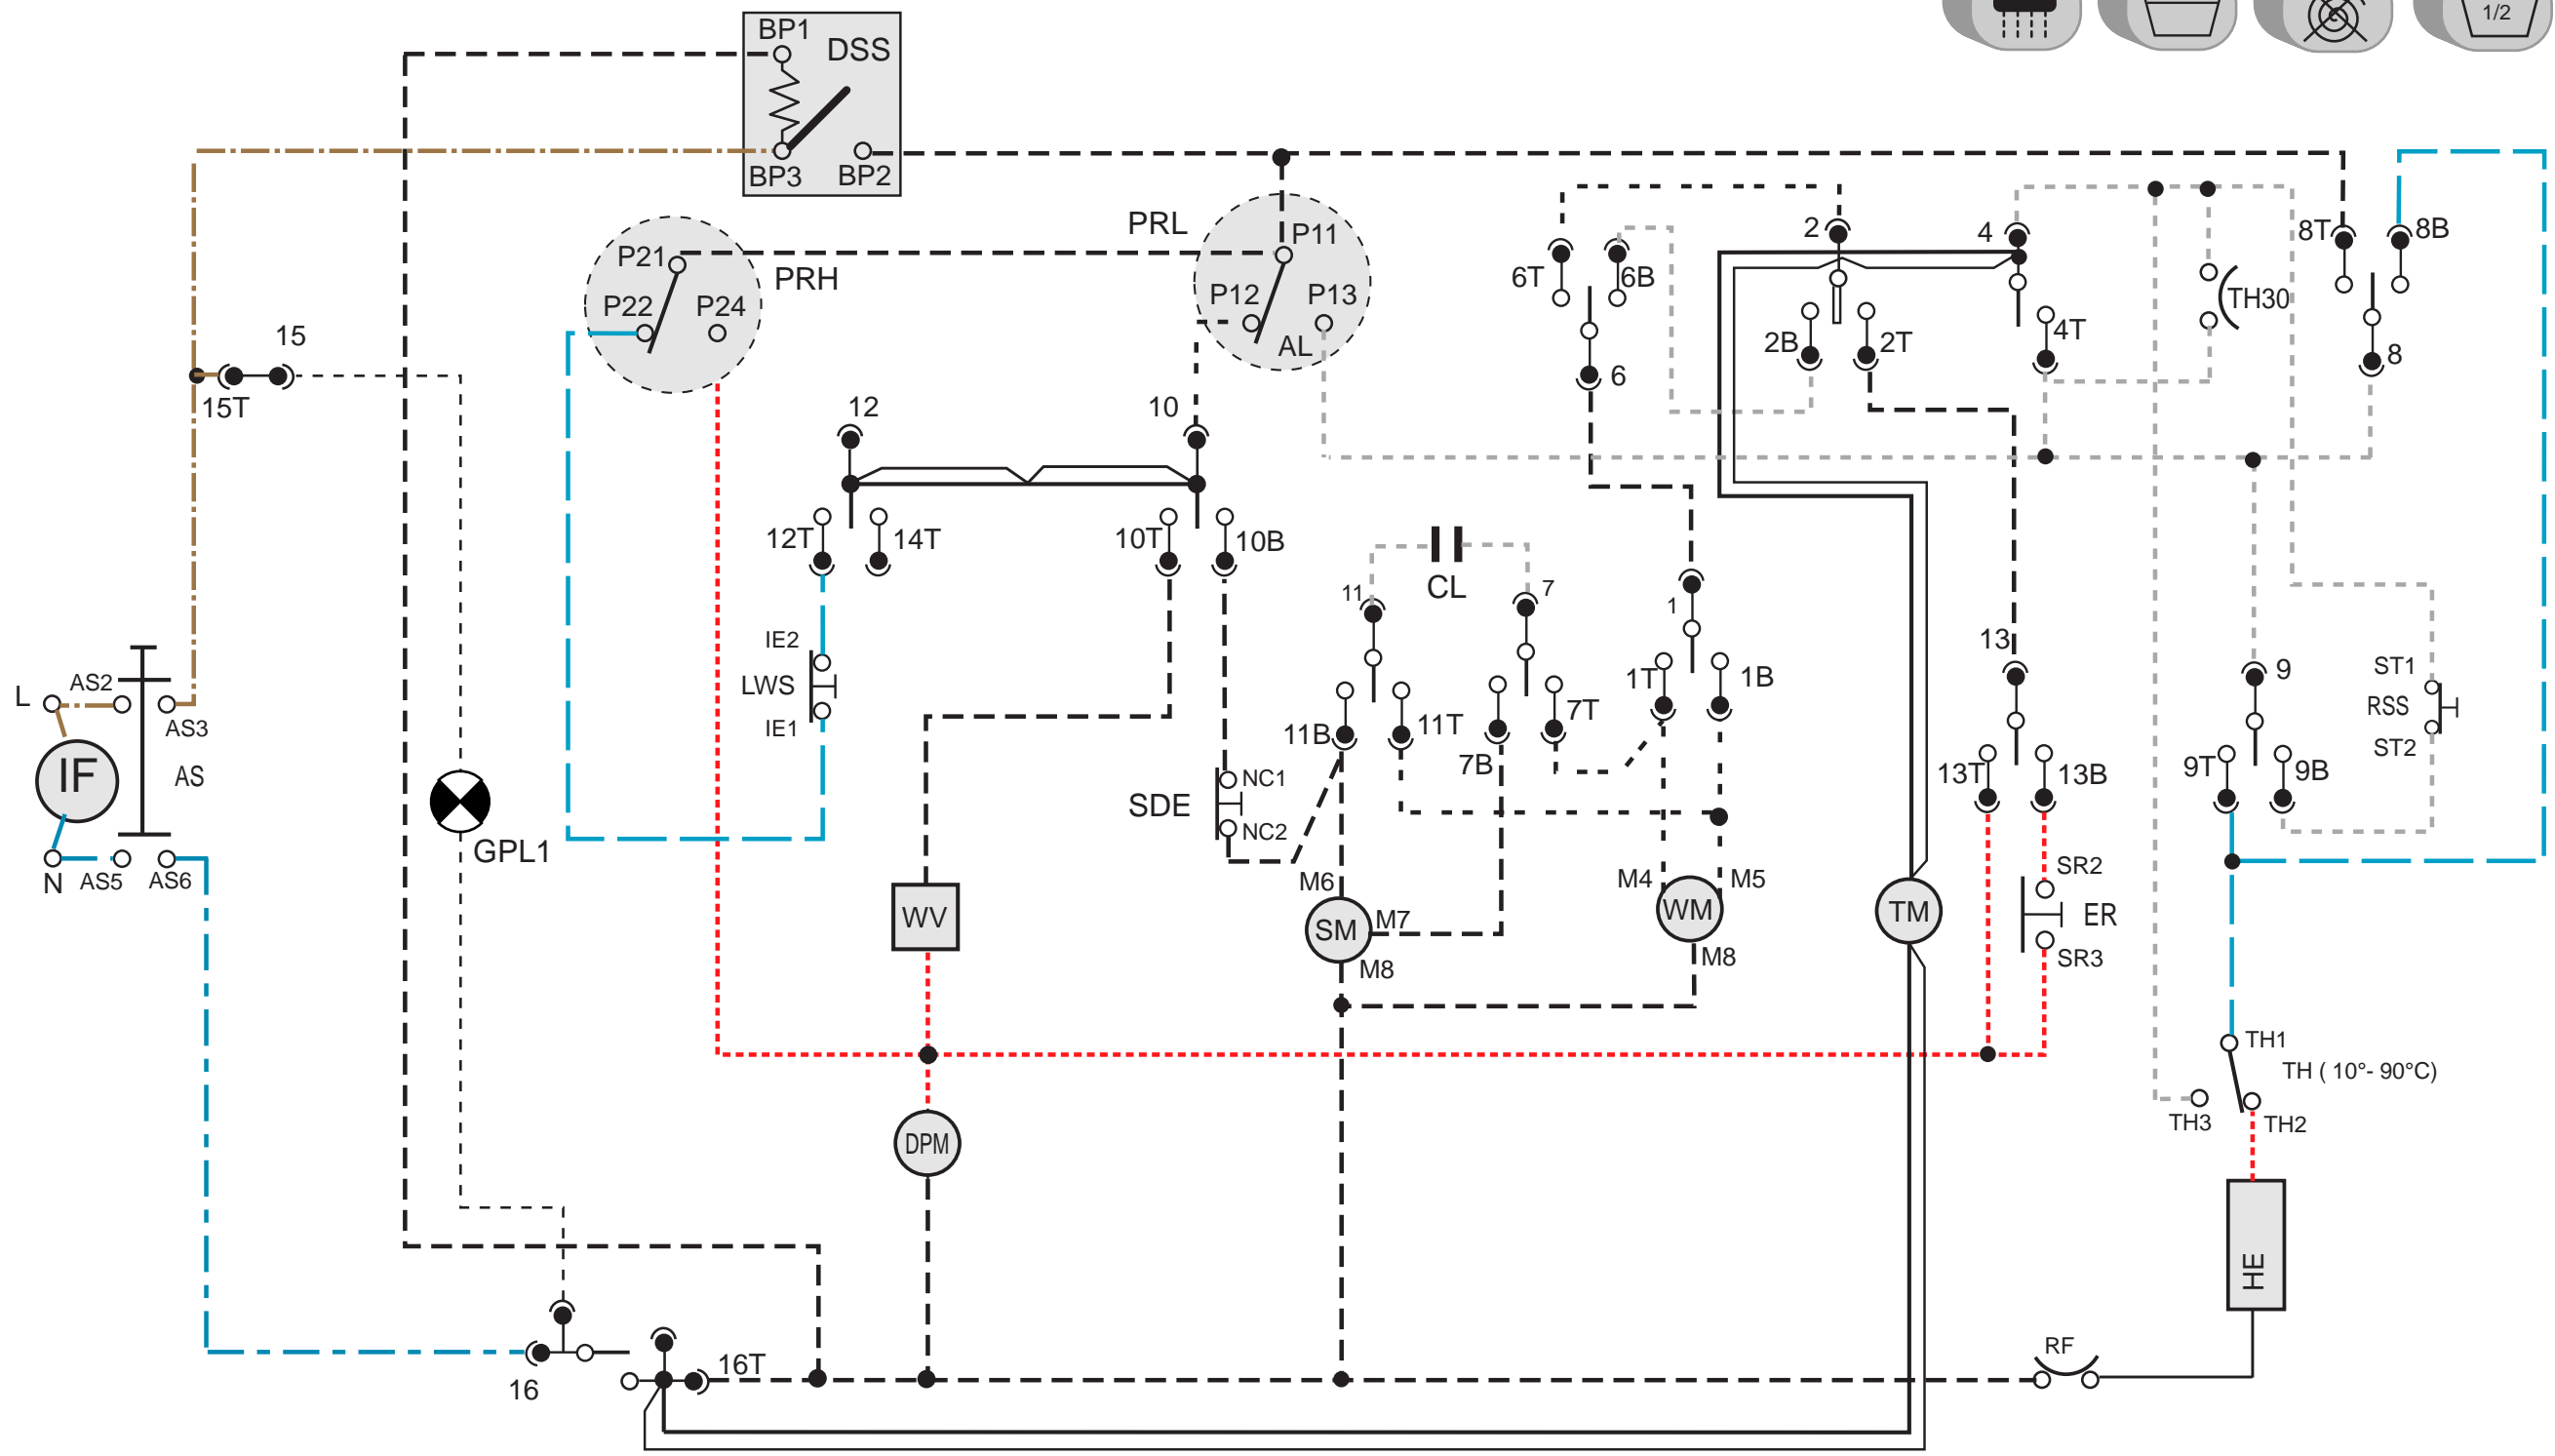 1/2
BP1
DSS
BP3
BP2
PRL
P11
P21
PRH
P22
P24
P12
P13
AL
2
4
8T
8B
6T
6B
TH30
2B
2T
4T
8
6
15
15T
12
10
12T
14T
10T
10B
CL
11
7
1
IE2
LWS
IE1
13
9
ST1
RSS
ST2
L
AS2
AS3
AS
IF
N
AS5
AS6
GPL1
1T
1B
11B
11T
7T
7B
13T
13B
9T
9B
SDE
NC1
NC2
M6
M7
M4
M5
SR2
WV
SM
WM
TM
ER
M8
M8
SR3
TH1
TH ( 10°- 90°C)
TH3
TH2
DPM
HE
RF
16T
16